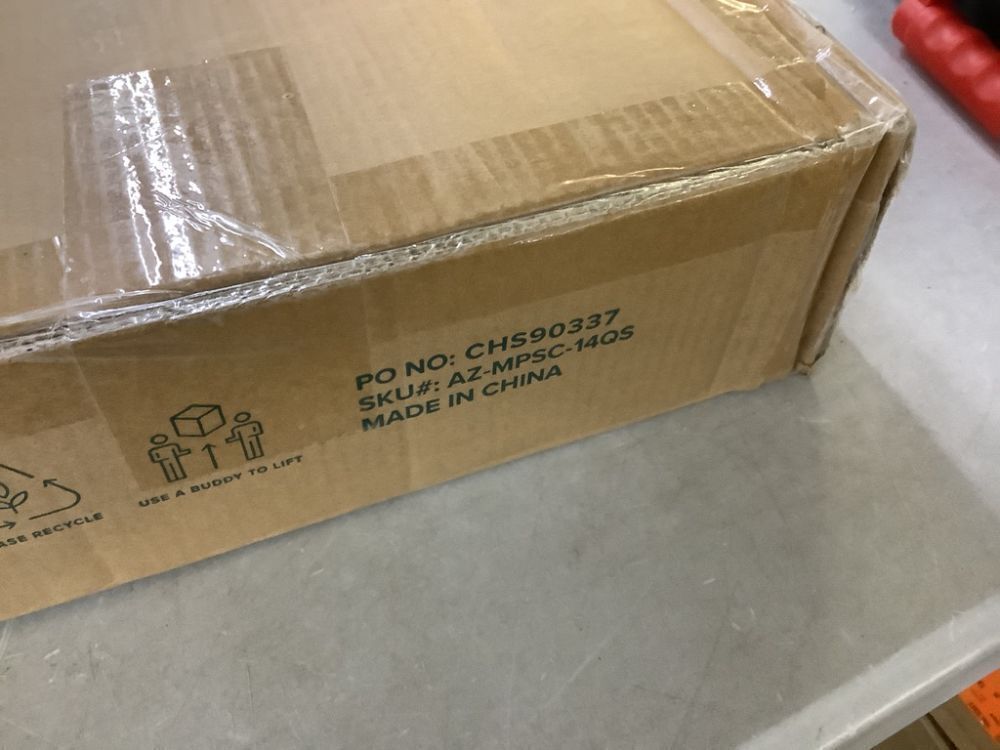 PO NO: CHS90337
SKU#: AZ-MPSC-14QS
MADE IN CHINA
USE A BUDDY TO LIFT
RECYCLE